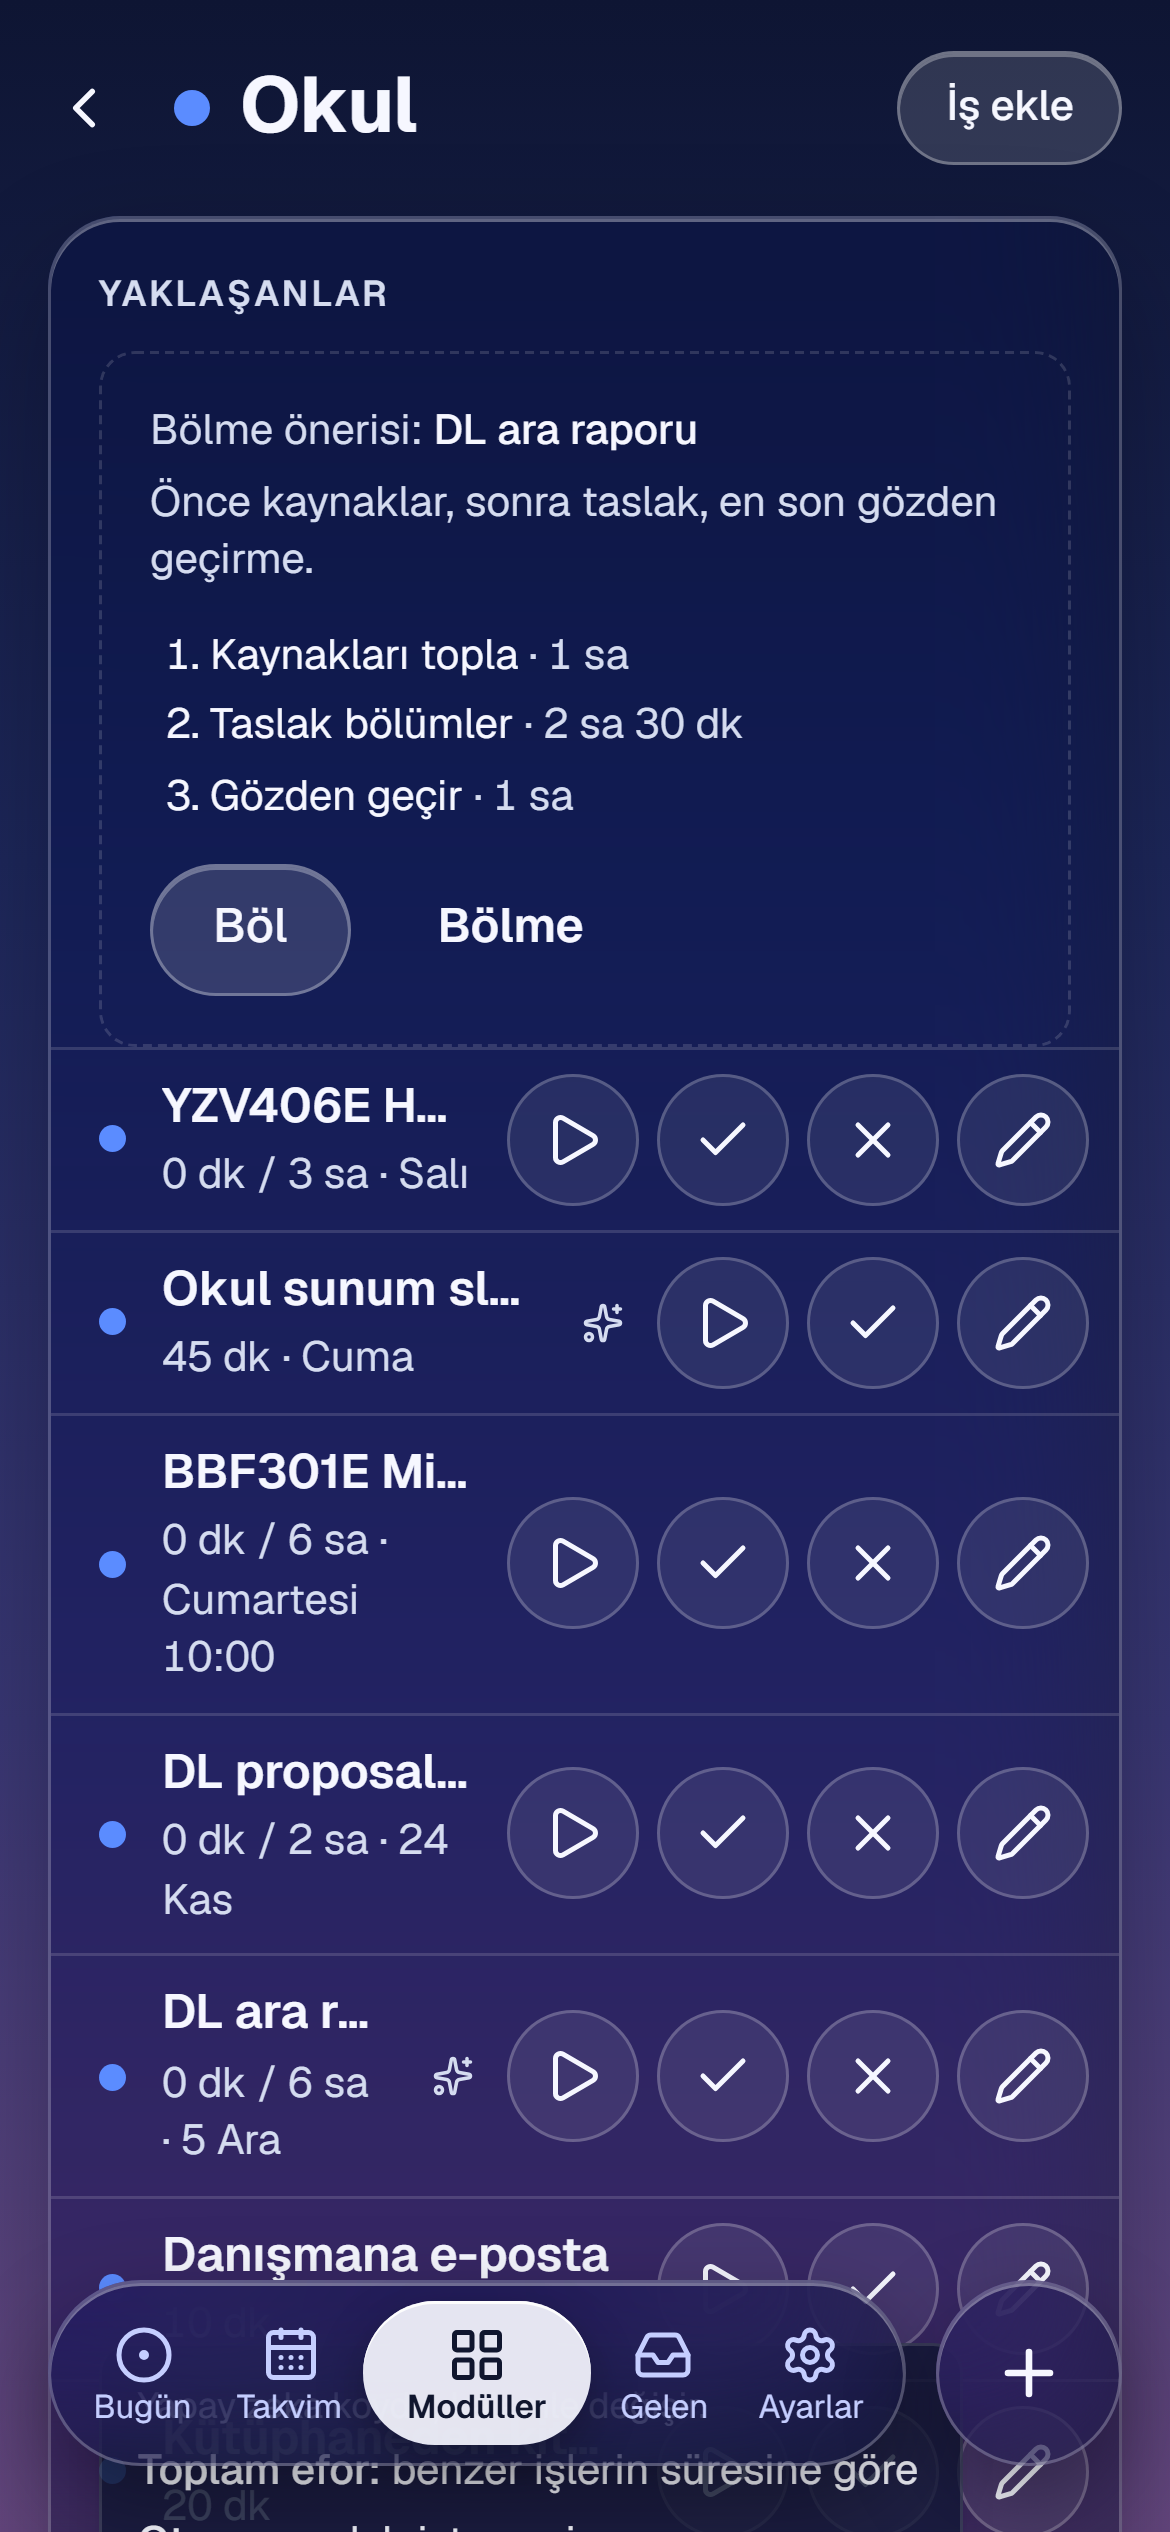 Okul
İş ekle
YAKLAŞANLAR
Bölme önerisi: DL ara raporu
Önce kaynaklar, sonra taslak, en son gözden
geçirme.
1. Kaynakları topla · 1 sa
2. Taslak bölümler · 2 sa 30 dk
3. Gözden geçir · 1 sa
Böl
Bölme
YZV406E H...
0 dk / 3 sa · Salı
Okul sunum sl...
45 dk · Cuma
BBF301E Mi...
0 dk / 6 sa ·
Cumartesi
10:00
DL proposal...
0 dk / 2 sa · 24
Kas
DL ara r...
0 dk / 6 sa
· 5 Ara
Danışmana e-posta
10 dk
Bugün
Takvim
Modüller
Gelen
Ayarlar
Toplam efor: benzer işlerin süresine göre
20 dk